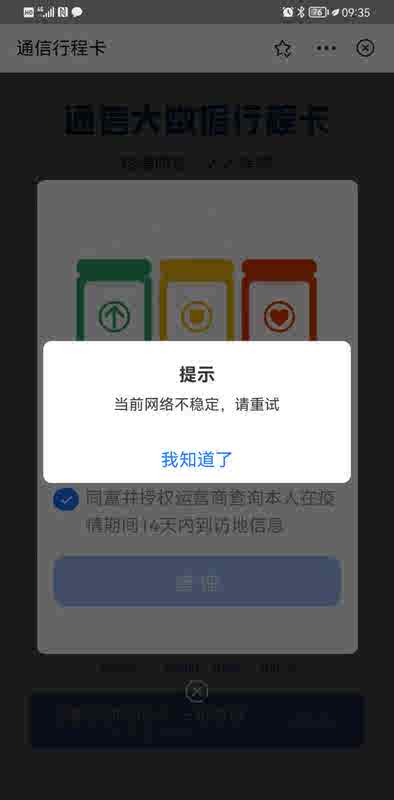 HD 4G 76 09:35
通信行程卡
通信大数据行程卡
提示
当前网络不稳定，请重试
我知道了
同意并授权运营商查询本人在疫
情期间14天内到访地信息